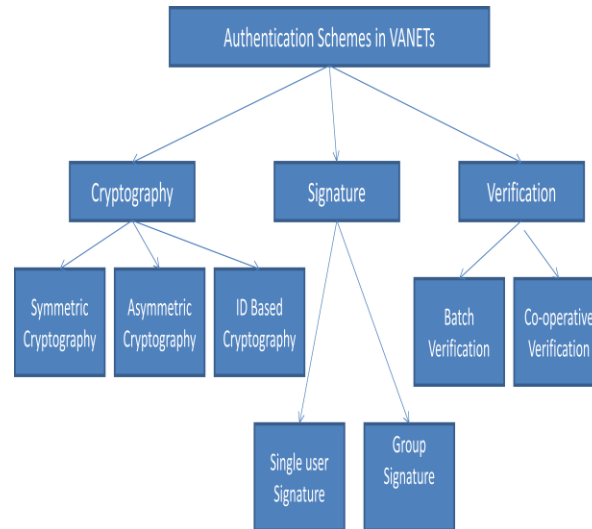 Authentication Schemes in VANETs
Cryptography
Signature
Verification
Symmetric
Cryptography
Asymmetric
Cryptography
ID Based
Cryptography
Batch
Verification
Co-operative
Verification
Single user
Signature
Group
Signature